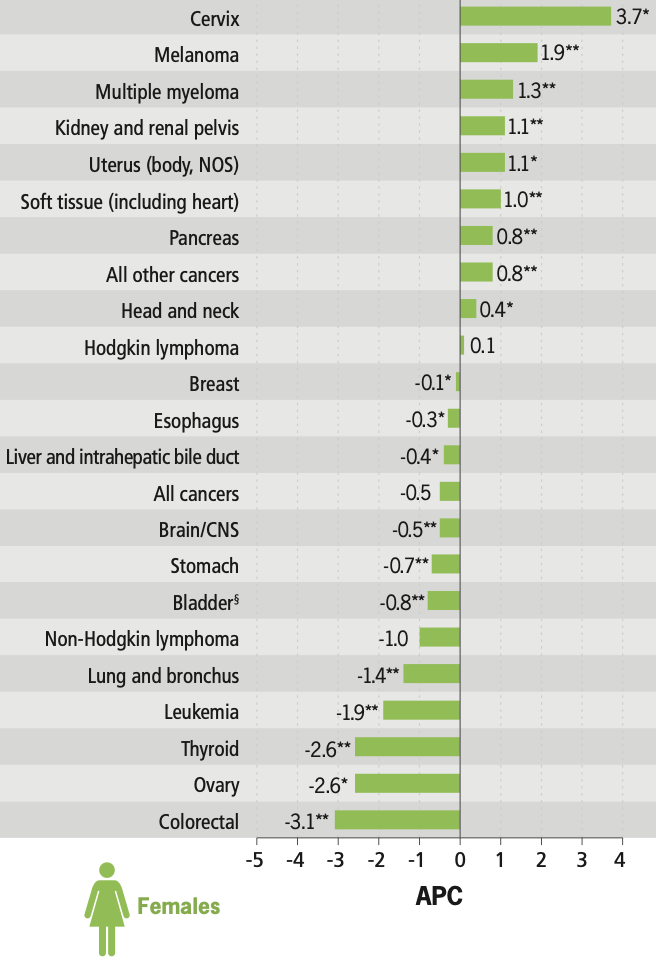 Cervix 3.7*
Melanoma 1.9**
Multiple myeloma 1.3**
Kidney and renal pelvis 1.1**
Uterus (body, NOS) 1.1*
Soft tissue (including heart) 1.0**
Pancreas 0.8**
All other cancers 0.8**
Head and neck 0.4*
Hodgkin lymphoma 0.1
Breast -0.1*
Esophagus -0.3*
Liver and intrahepatic bile duct -0.4*
All cancers -0.5
Brain/CNS -0.5**
Stomach -0.7**
Bladder§ -0.8**
Non-Hodgkin lymphoma -1.0
Lung and bronchus -1.4**
Leukemia -1.9**
Thyroid -2.6**
Ovary -2.6*
Colorectal -3.1**
-5 -4 -3 -2 -1 0 1 2 3 4
APC
Females